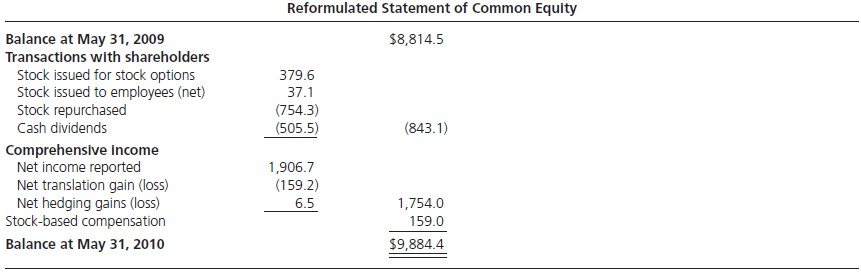 Reformulated Statement of Common Equity
Balance at May 31, 2009 $8,814.5
Transactions with shareholders
Stock issued for stock options 379.6
Stock issued to employees (net) 37.1
Stock repurchased (754.3)
Cash dividends (505.5) (843.1)
Comprehensive income
Net income reported 1,906.7
Net translation gain (loss) (159.2)
Net hedging gains (loss) 6.5 1,754.0
Stock-based compensation 159.0
Balance at May 31, 2010 $9,884.4